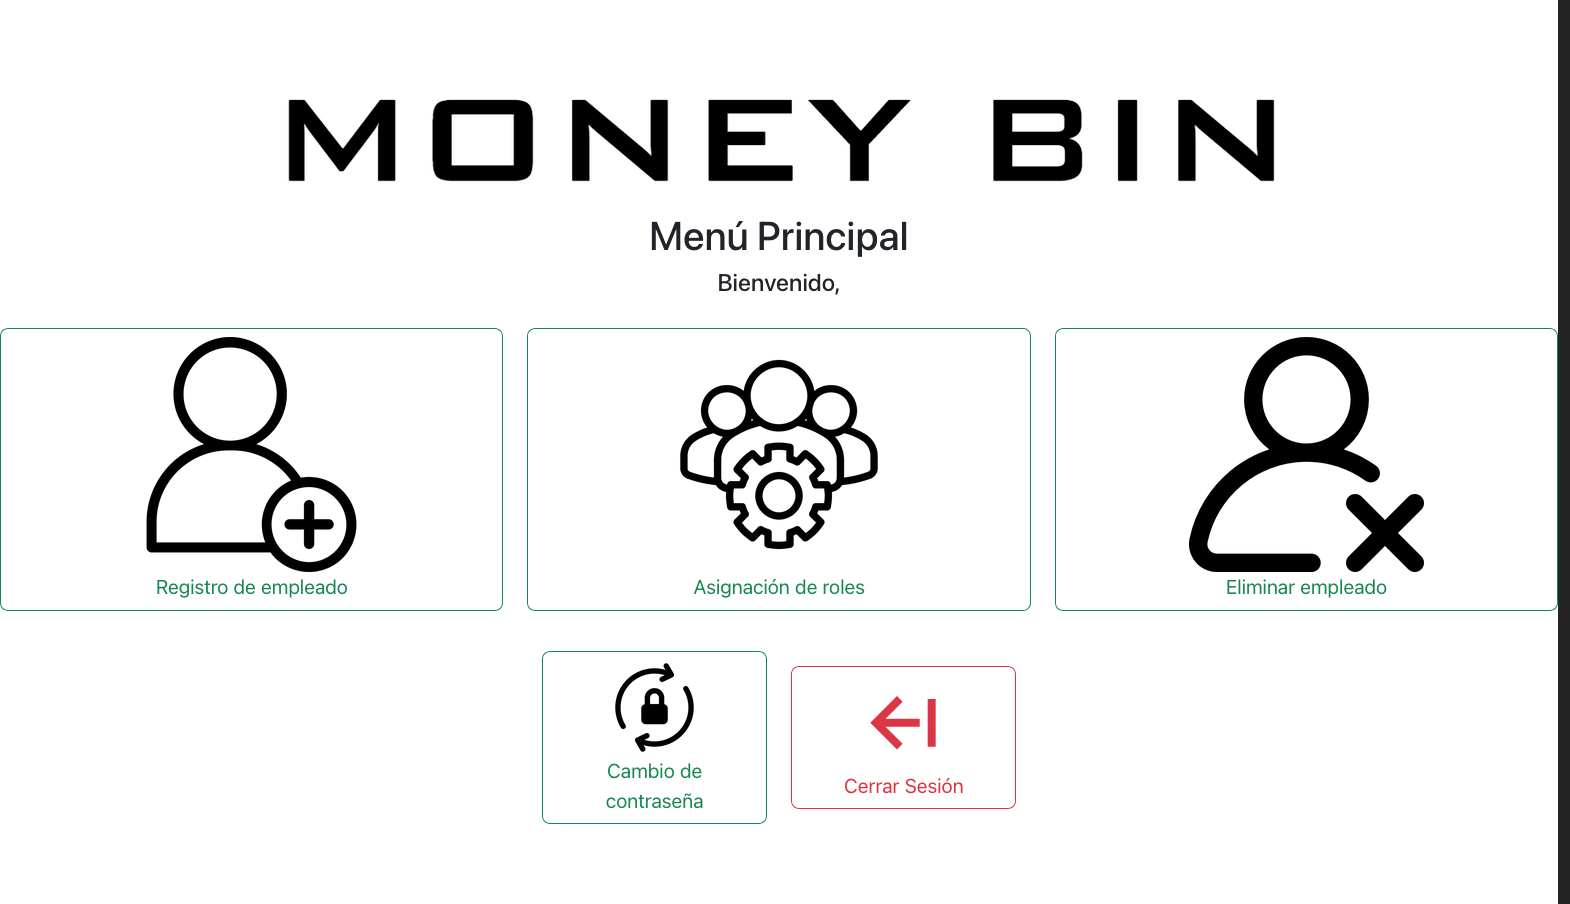 MONEY BIN
Menú Principal
Bienvenido,
Registro de empleado
Asignación de roles
Eliminar empleado
Cambio de
contraseña
Cerrar Sesión